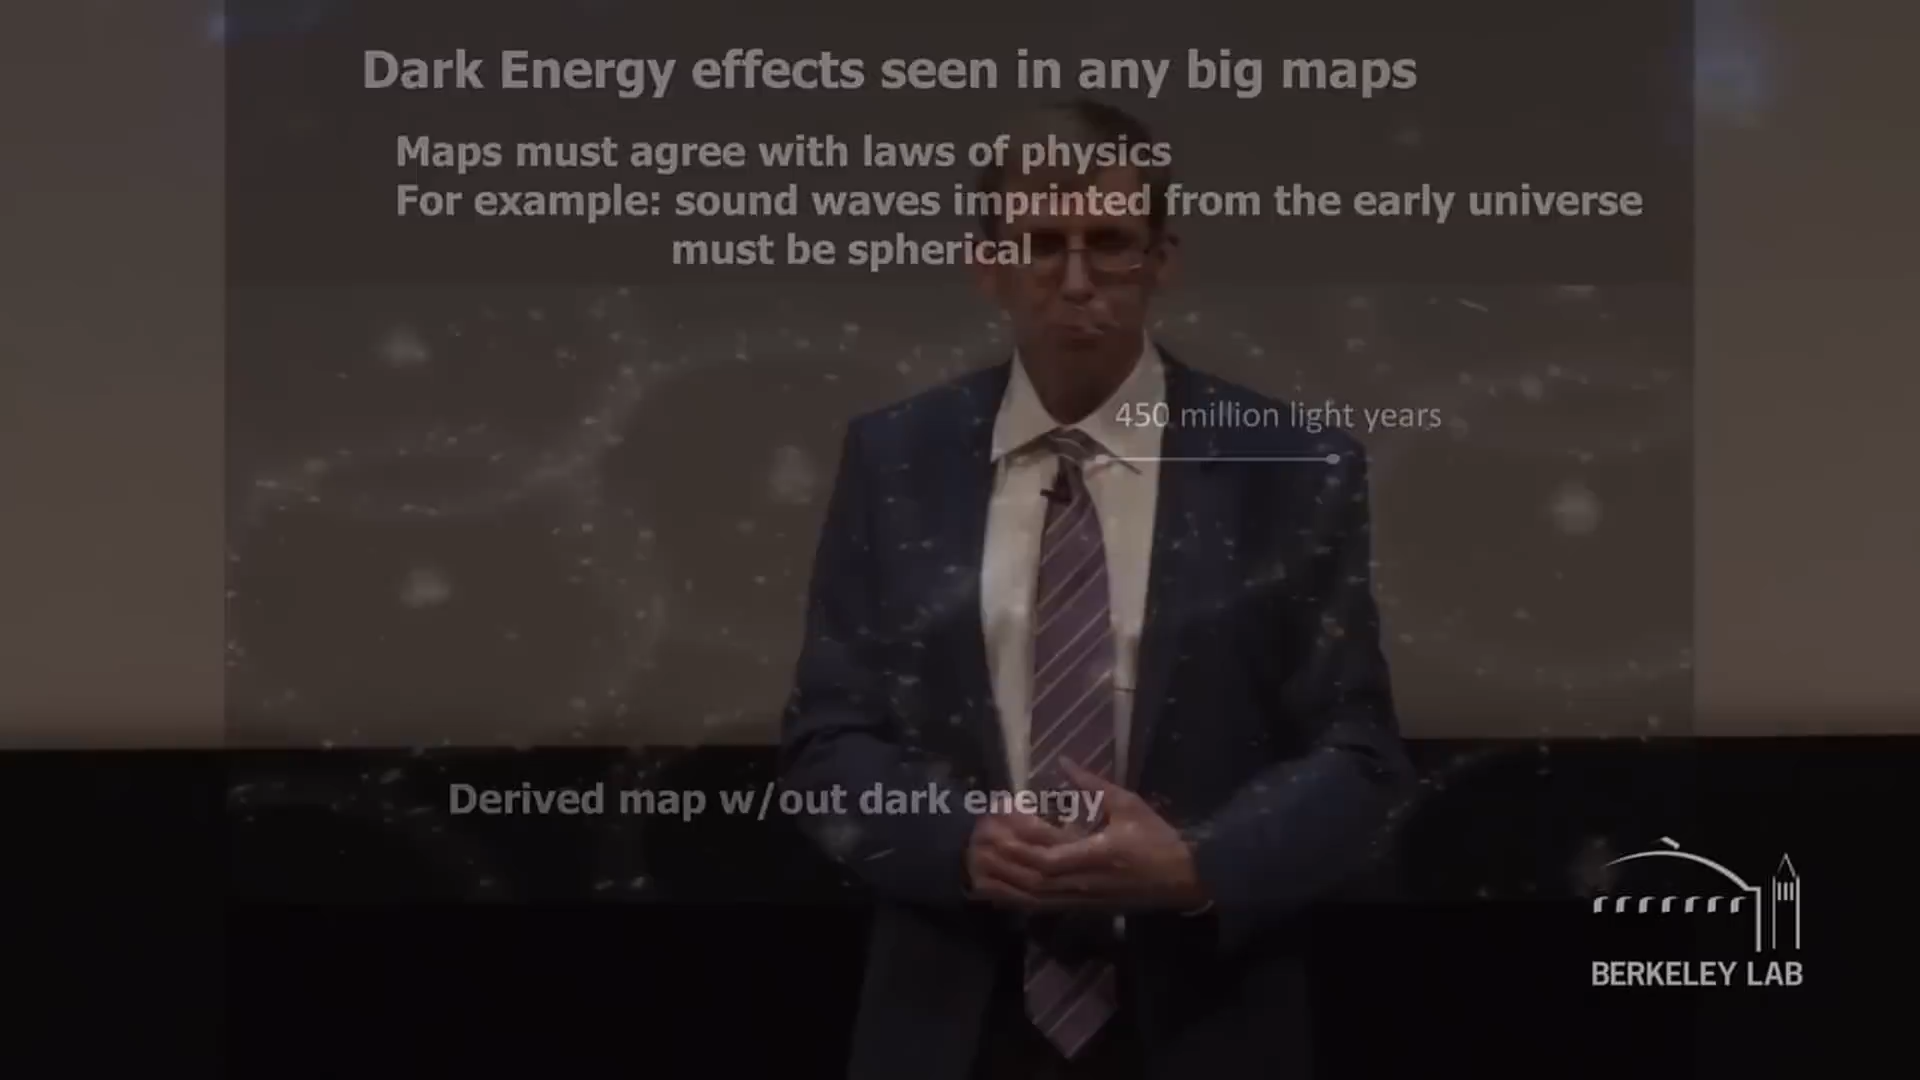 Dark Energy effects seen in any big maps
Maps must agree with laws of physics
For example: sound waves imprinted from the early universe
must be spherical
450 million light years
Derived map w/out dark energy
BERKELEY LAB